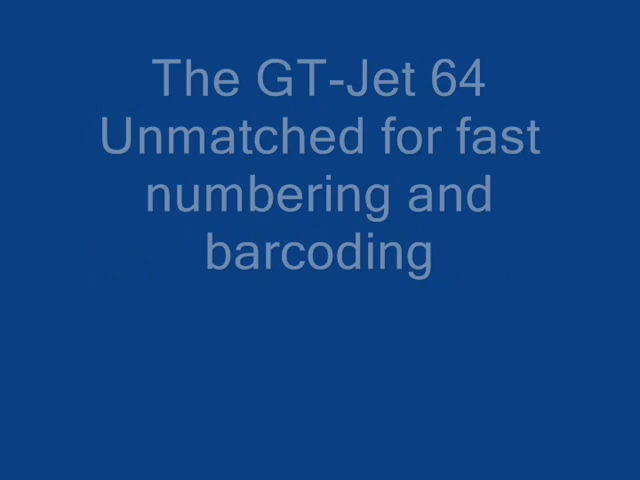 The GT-Jet 64
Unmatched for fast
numbering and
barcoding